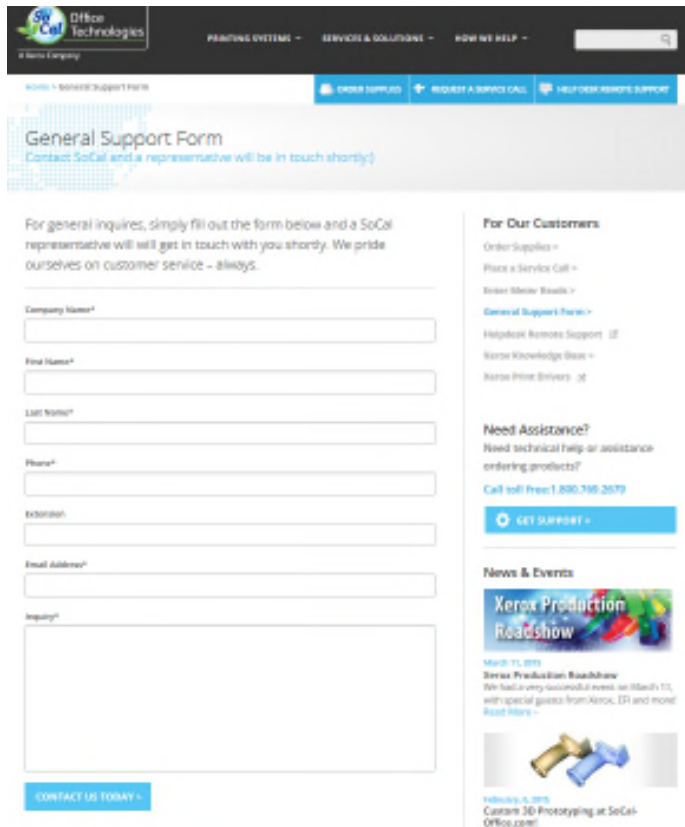 SoCal Office
Technologies
A Xerox Company
PRINTING SYSTEMS
SERVICES & SOLUTIONS
HOW WE HELP
Home > General Support Form
ORDER SUPPLIES
REQUEST A SERVICE CALL
HELP DESK REMOTE SUPPORT
General Support Form
Contact SoCal and a representative will be in touch shortly:)
For general inquires, simply fill out the form below and a SoCal
representative will will get in touch with you shortly. We pride
ourselves on customer service – always.
Company Name*
First Name*
Last Name*
Phone*
Extension
Email Address*
Inquiry*
CONTACT US TODAY >
For Our Customers
Order Supplies >
Place a Service Call >
Enter Meter Reads >
General Support Form >
Helpdesk Remote Support
Xerox Knowledge Base >
Xerox Print Drivers
Need Assistance?
Need technical help or assistance
ordering products?
Call toll free:1.800.769.2679
GET SUPPORT >
News & Events
Xerox Production
Roadshow
March 11, 2015
Xerox Production Roadshow
We had a very successful event on March 11,
with special guests from Xerox, EFI and more!
Read More >
February, 6, 2015
Custom 3D Prototyping at SoCal-
Office.com!